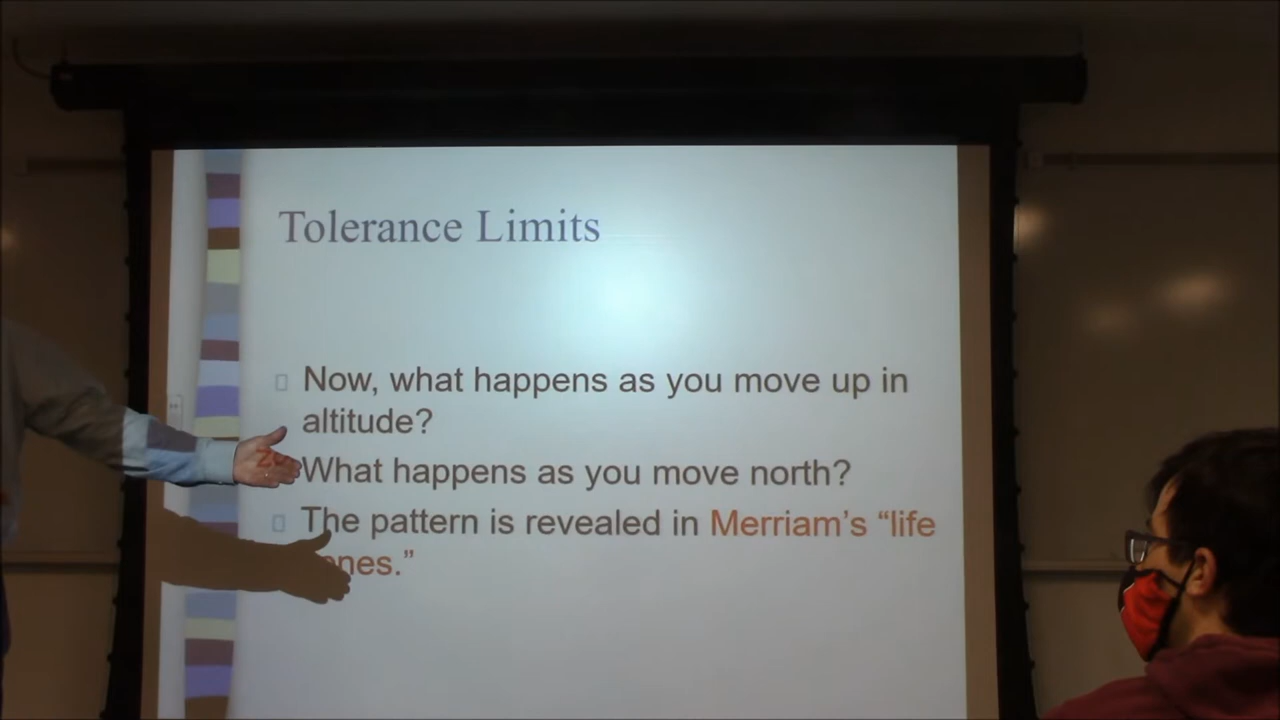 Tolerance Limits
Now, what happens as you move up in
altitude?
What happens as you move north?
The pattern is revealed in Merriam's “life
zones.”